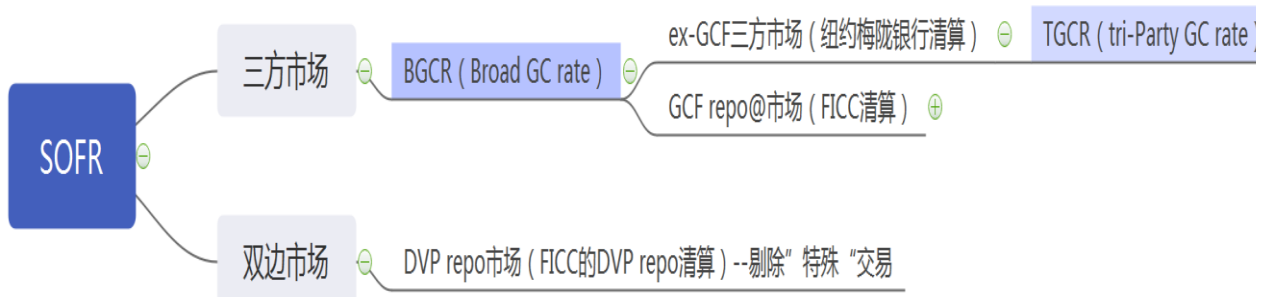 SOFR
三方市场
BGCR（Broad GC rate）
ex-GCF三方市场（纽约梅陇银行清算）
TGCR（tri-Party GC rate）
GCF repo@市场（FICC清算）
双边市场
DVP repo市场（FICC的DVP repo清算）--剔除”特殊“交易